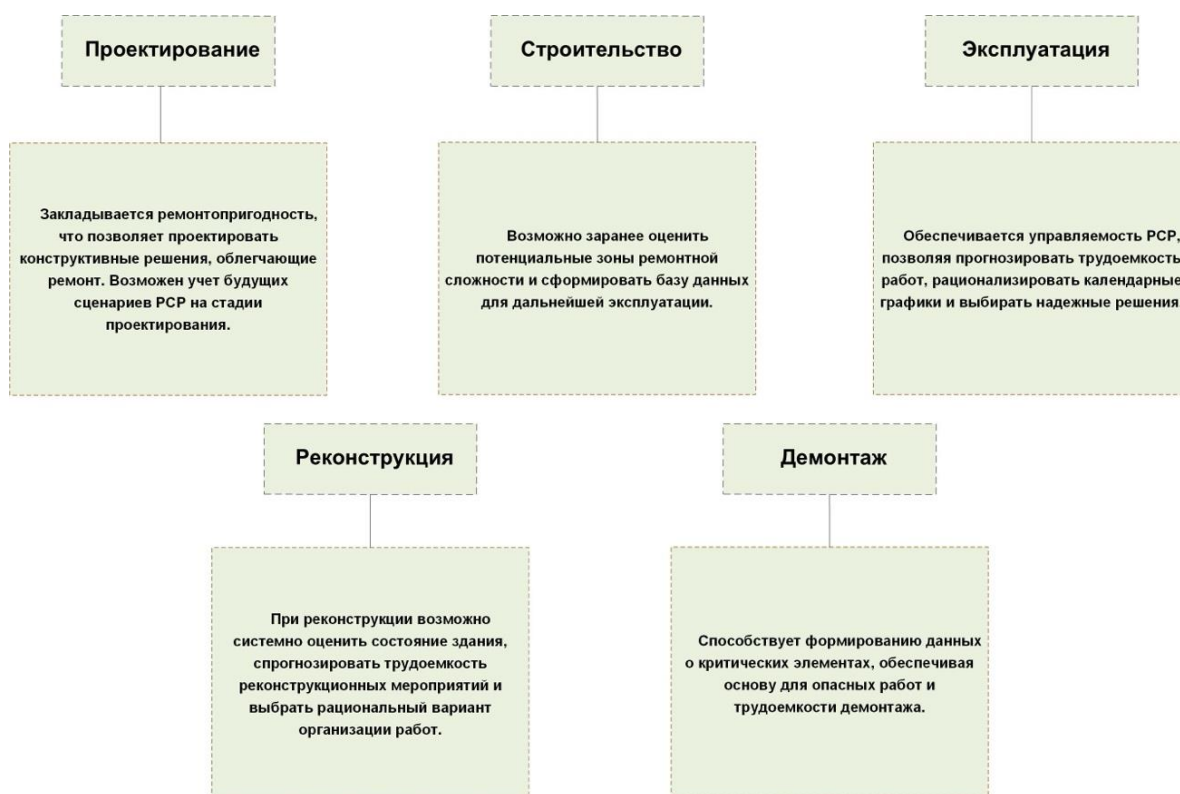 Проектирование
Закладывается ремонтопригодность,
что позволяет проектировать
конструктивные решения, облегчающие
ремонт. Возможен учет будущих
сценариев РСР на стадии
проектирования.
Строительство
Возможно заранее оценить
потенциальные зоны ремонтной
сложности и сформировать базу данных
для дальнейшей эксплуатации.
Эксплуатация
Обеспечивается управляемость РСР,
позволяя прогнозировать трудоемкость
работ, рационализировать календарные
графики и выбирать надежные решения
Реконструкция
При реконструкции возможно
системно оценить состояние здания,
спрогнозировать трудоемкость
реконструкционных мероприятий и
выбрать рациональный вариант
организации работ.
Демонтаж
Способствует формированию данных
о критических элементах, обеспечивая
основу для опасных работ и
трудоемкости демонтажа.